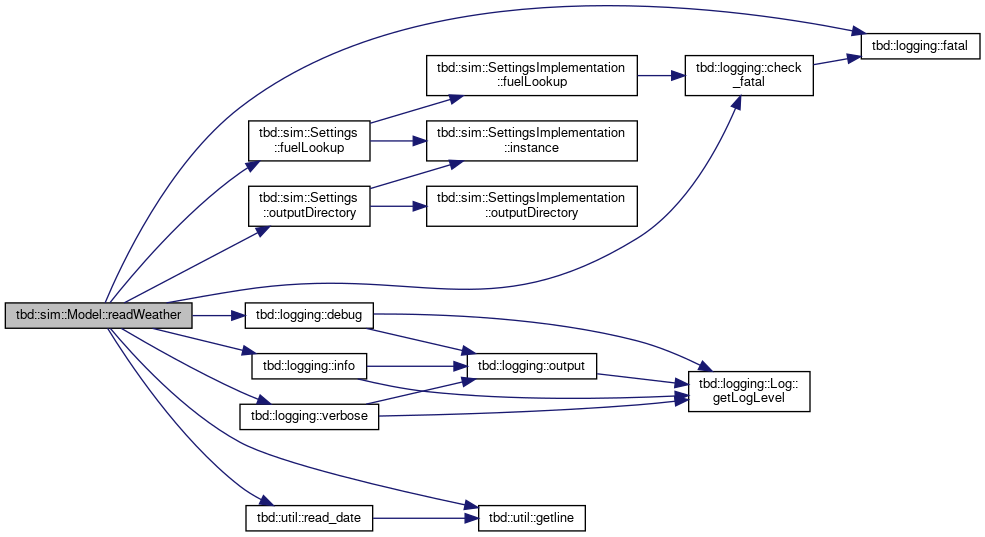 tbd::logging::fatal
tbd::sim::SettingsImplementation
::fuelLookup
tbd::logging::check
_fatal
tbd::sim::Settings
::fuelLookup
tbd::sim::SettingsImplementation
::instance
tbd::sim::Settings
::outputDirectory
tbd::sim::SettingsImplementation
::outputDirectory
tbd::sim::Model::readWeather
tbd::logging::debug
tbd::logging::info
tbd::logging::output
tbd::logging::Log::
getLogLevel
tbd::logging::verbose
tbd::util::read_date
tbd::util::getline